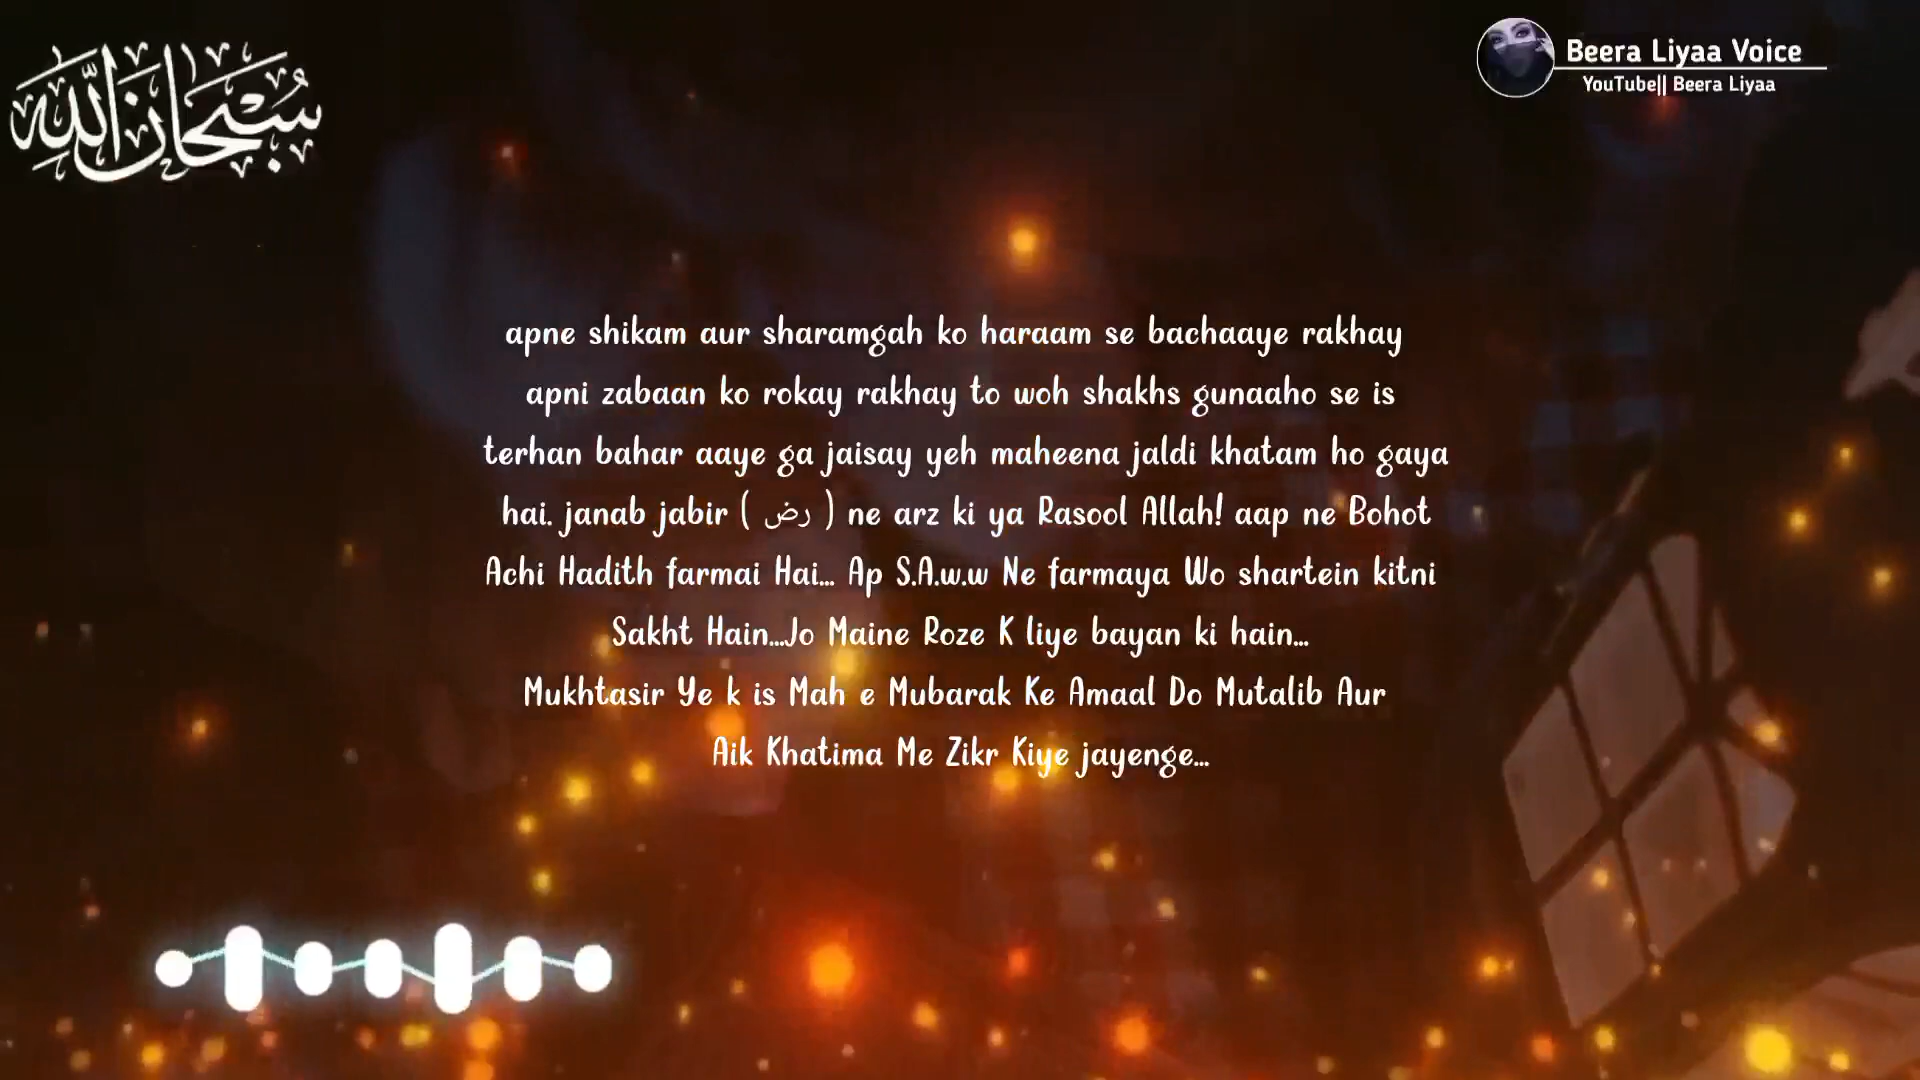 سُبْحَانَ اللّٰه
Beera Liyaa Voice
YouTube|| Beera Liyaa
apne shikam aur sharamgah ko haraam se bachaaye rakhay
apni zabaan ko rokay rakhay to woh shakhs gunaaho se is
terhan bahar aaye ga jaisay yeh maheena jaldi khatam ho gaya
hai. janab jabir ( رض ) ne arz ki ya Rasool Allah! aap ne Bohot
Achi Hadith farmai Hai... Ap S.A.w.w Ne farmaya Wo shartein kitni
Sakht Hain...Jo Maine Roze K liye bayan ki hain...
Mukhtasir Ye k is Mah e Mubarak Ke Amaal Do Mutalib Aur
Aik Khatima Me Zikr Kiye jayenge...